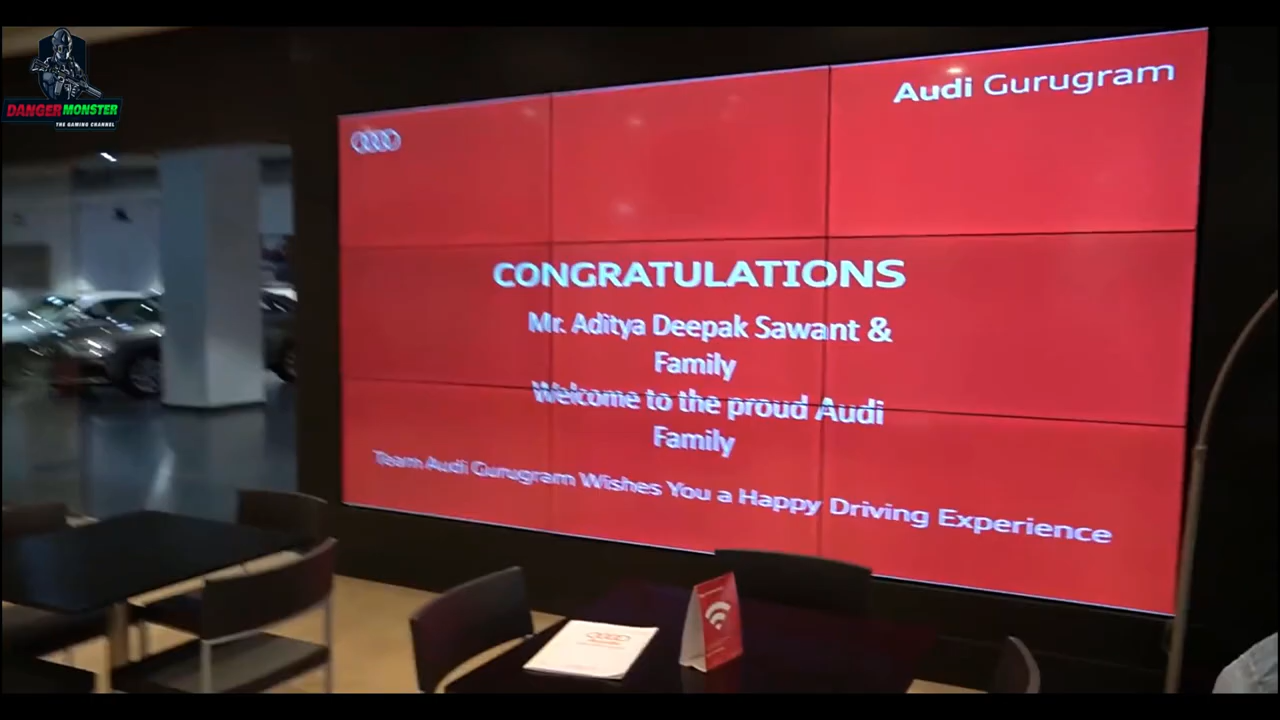 DANGER MONSTER
THE GAMING CHANNEL
Audi Gurugram
CONGRATULATIONS
Mr. Aditya Deepak Sawant &
Family
Welcome to the proud Audi
Family
Team Audi Gurugram Wishes You a Happy Driving Experience